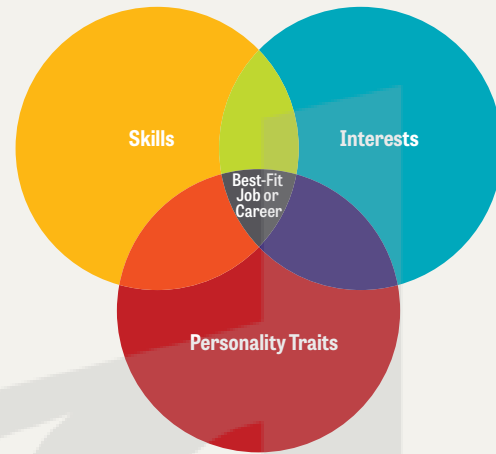 Skills
Interests
Best-Fit
Job or
Career
Personality Traits